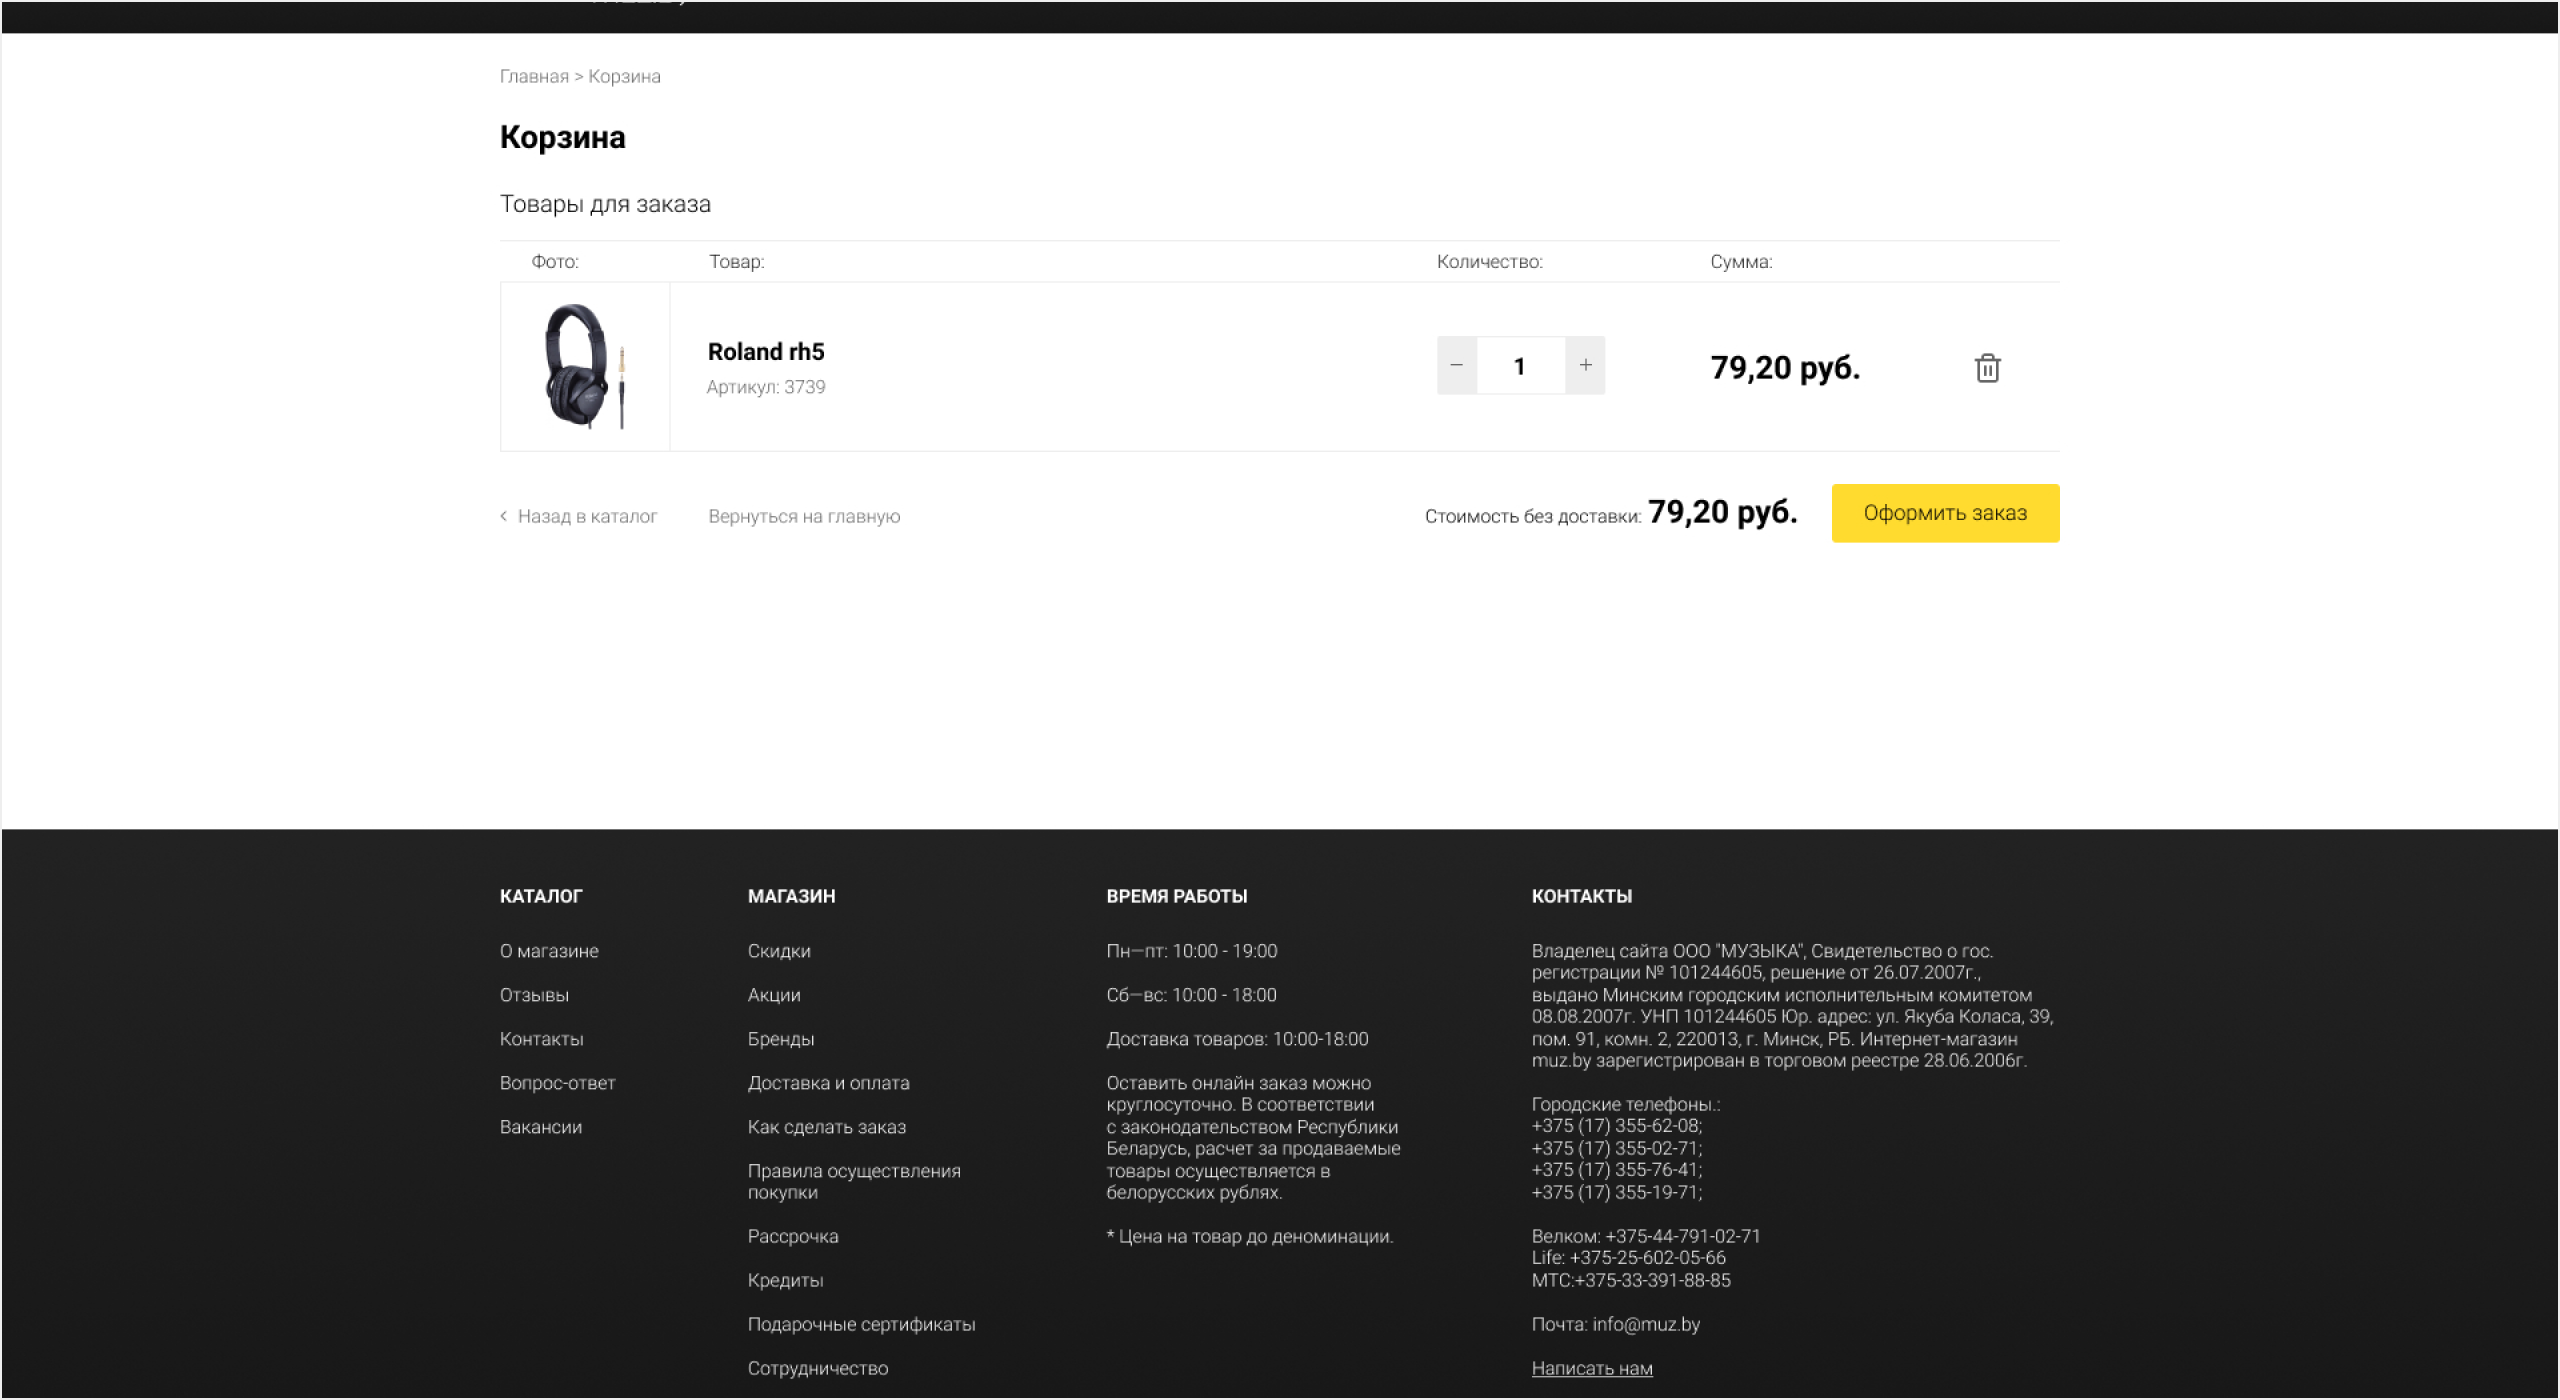 Главная > Корзина
Корзина
Товары для заказа
Фото: Товар: Количество: Сумма:
Roland rh5
Артикул: 3739
− 1 +
79,20 руб.
< Назад в каталог Вернуться на главную Стоимость без доставки: 79,20 руб. Оформить заказ
КАТАЛОГ
О магазине
Отзывы
Контакты
Вопрос-ответ
Вакансии
МАГАЗИН
Скидки
Акции
Бренды
Доставка и оплата
Как сделать заказ
Правила осуществления
покупки
Рассрочка
Кредиты
Подарочные сертификаты
Сотрудничество
ВРЕМЯ РАБОТЫ
Пн—пт: 10:00 - 19:00
Сб—вс: 10:00 - 18:00
Доставка товаров: 10:00-18:00
Оставить онлайн заказ можно
круглосуточно. В соответствии
с законодательством Республики
Беларусь, расчет за продаваемые
товары осуществляется в
белорусских рублях.
* Цена на товар до деноминации.
КОНТАКТЫ
Владелец сайта ООО "МУЗЫКА", Свидетельство о гос.
регистрации № 101244605, решение от 26.07.2007г.,
выдано Минским городским исполнительным комитетом
08.08.2007г. УНП 101244605 Юр. адрес: ул. Якуба Коласа, 39,
пом. 91, комн. 2, 220013, г. Минск, РБ. Интернет-магазин
muz.by зарегистрирован в торговом реестре 28.06.2006г.
Городские телефоны.:
+375 (17) 355-62-08;
+375 (17) 355-02-71;
+375 (17) 355-76-41;
+375 (17) 355-19-71;
Велком: +375-44-791-02-71
Life: +375-25-602-05-66
МТС:+375-33-391-88-85
Почта: info@muz.by
Написать нам